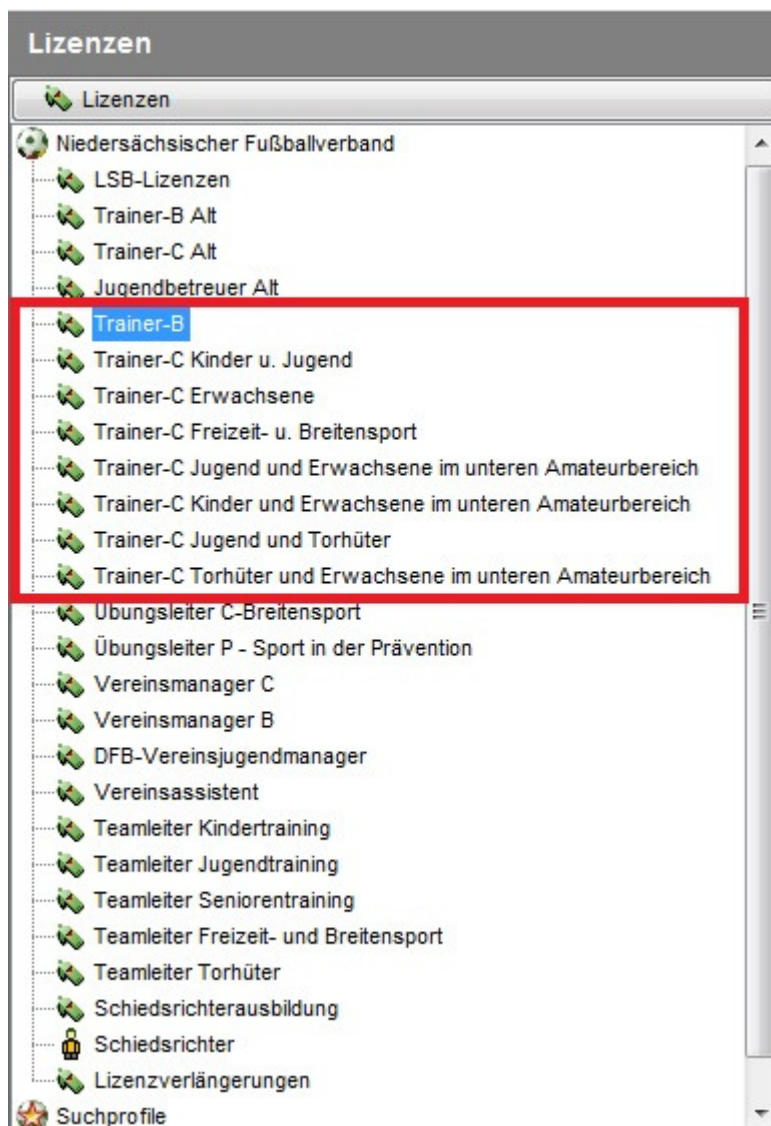 Lizenzen
Lizenzen
Niedersächsischer Fußballverband
LSB-Lizenzen
Trainer-B Alt
Trainer-C Alt
Jugendbetreuer Alt
Trainer-B
Trainer-C Kinder u. Jugend
Trainer-C Erwachsene
Trainer-C Freizeit- u. Breitensport
Trainer-C Jugend und Erwachsene im unteren Amateurbereich
Trainer-C Kinder und Erwachsene im unteren Amateurbereich
Trainer-C Jugend und Torhüter
Trainer-C Torhüter und Erwachsene im unteren Amateurbereich
Übungsleiter C-Breitensport
Übungsleiter P - Sport in der Prävention
Vereinsmanager C
Vereinsmanager B
DFB-Vereinsjugendmanager
Vereinsassistent
Teamleiter Kindertraining
Teamleiter Jugendtraining
Teamleiter Seniorentraining
Teamleiter Freizeit- und Breitensport
Teamleiter Torhüter
Schiedsrichterausbildung
Schiedsrichter
Lizenzverlängerungen
Suchprofile